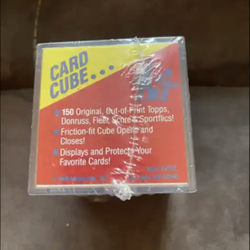 CARD
CUBE....
150 Original, Out-of-Print Topps,
Donruss, Fleer, Score & Sportflics!
Friction-fit Cube Opens and
Closes!
Displays and Protects Your
Favorite Cards!